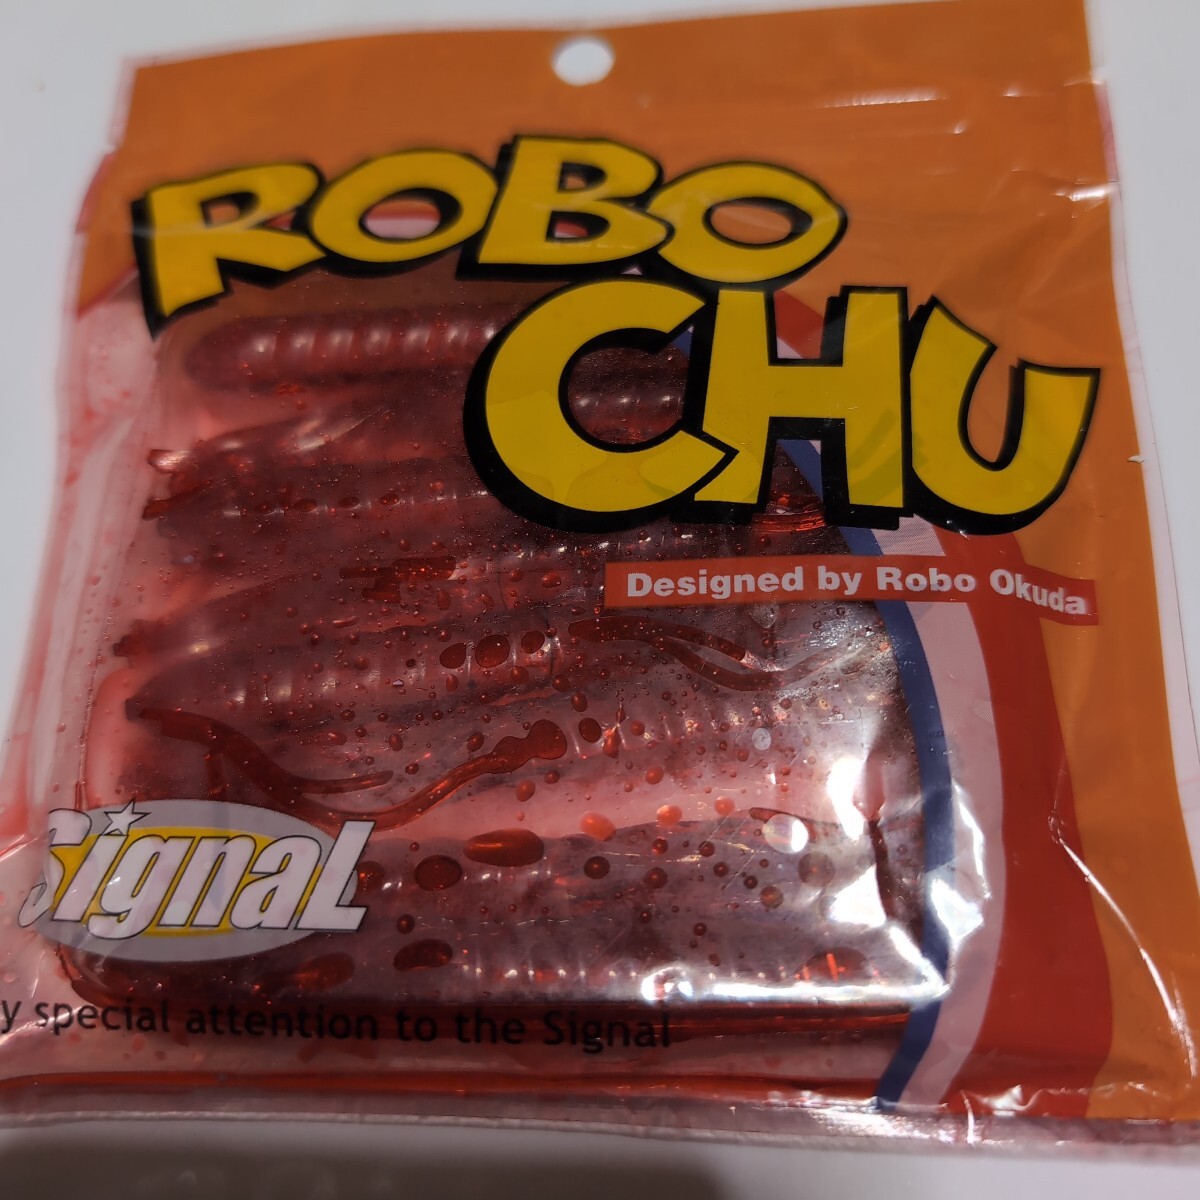 ROBO
CHU
Designed by Robo Okuda
Signal
y special attention to the Signal